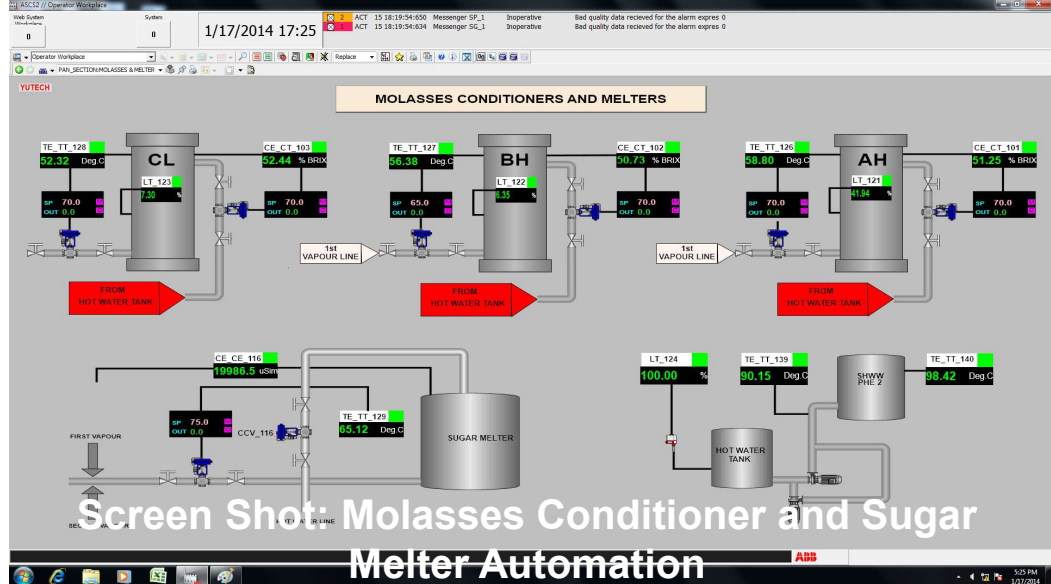 ASCS2 // Operator Workplace
Web System
Workplace
System
0
0
1/17/2014 17:25
2 ACT 15 18:19:54:650 Messenger SP_1 Inoperative Bad quality data recieved for the alarm expres 0
1 ACT 15 18:19:54:634 Messenger SG_1 Inoperative Bad quality data recieved for the alarm expres 0
Operator Workplace
Replace
PAN_SECTION:MOLASSES & MELTER
YUTECH
MOLASSES CONDITIONERS AND MELTERS
TE_TT_128
52.32 Deg.C
CL
CE_CT_103
52.44 % BRIX
LT_123
7.30 %
SP 70.0
OUT 0.0
SP 70.0
OUT 0.0
FROM
HOT WATER TANK
TE_TT_127
56.38 Deg.C
BH
CE_CT_102
50.73 % BRIX
LT_122
6.35 %
SP 65.0
OUT 0.0
SP 70.0
OUT 0.0
1st
VAPOUR LINE
FROM
HOT WATER TANK
TE_TT_126
58.80 Deg.C
AH
CE_CT_101
51.25 % BRIX
LT_121
41.94 %
SP 70.0
OUT 0.0
SP 70.0
OUT 0.0
1st
VAPOUR LINE
FROM
HOT WATER TANK
CE_CE_116
19986.5 uSim
SP 75.0
OUT 0.0
CCV_116
TE_TT_129
65.12 Deg.C
SUGAR MELTER
FIRST VAPOUR
HOT WATER LINE
LT_124
100.00 %
TE_TT_139
90.15 Deg.C
SHWW
PHE 2
TE_TT_140
98.42 Deg.C
HOT WATER
TANK
Screen Shot: Molasses Conditioner and Sugar
Melter Automation
ABB
5:25 PM
1/17/2014